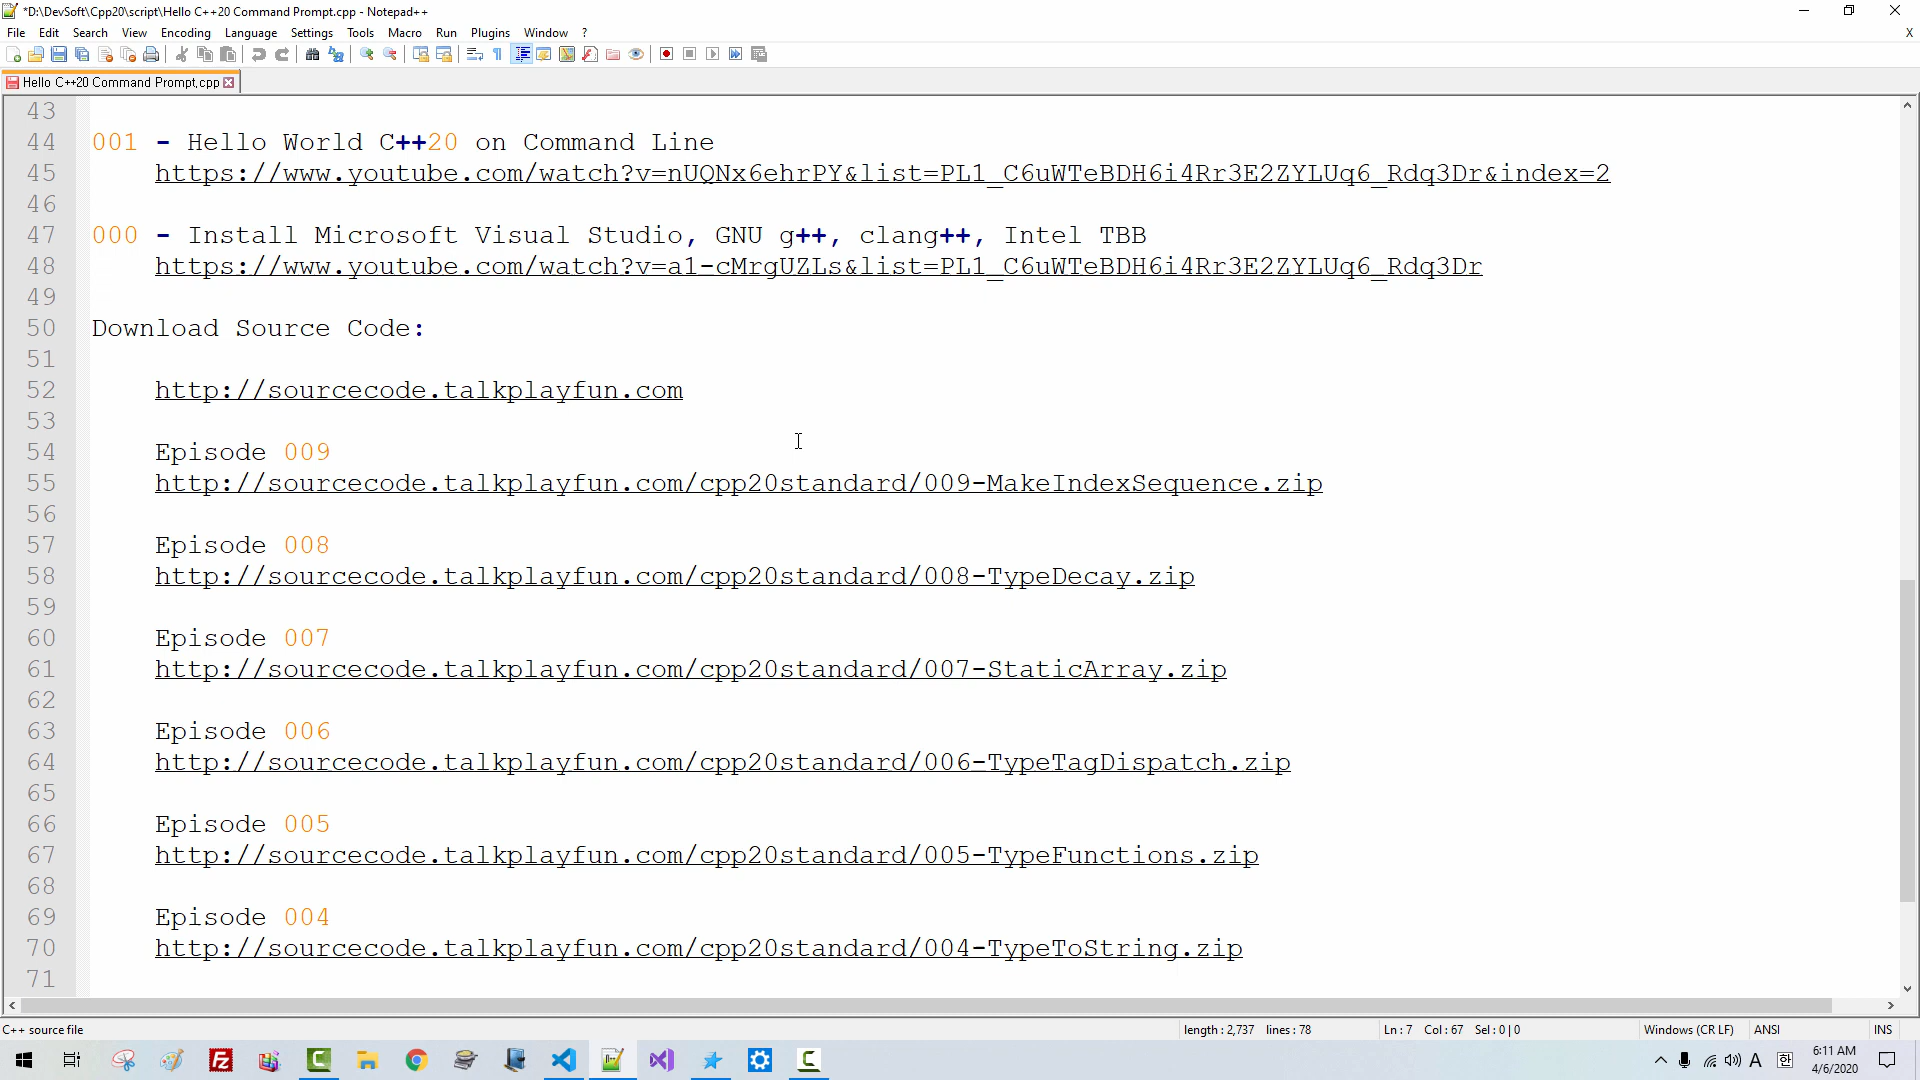 *D:\DevSoft\Cpp20\script\Hello C++20 Command Prompt.cpp - Notepad++
File Edit Search View Encoding Language Settings Tools Macro Run Plugins Window ? X
Hello C++20 Command Prompt.cpp
43
44 001 - Hello World C++20 on Command Line
45 https://www.youtube.com/watch?v=nUQNx6ehrPY&list=PL1_C6uWTeBDH6i4Rr3E2ZYLUq6_Rdq3Dr&index=2
46
47 000 - Install Microsoft Visual Studio, GNU g++, clang++, Intel TBB
48 https://www.youtube.com/watch?v=a1-cMrgUZLs&list=PL1_C6uWTeBDH6i4Rr3E2ZYLUq6_Rdq3Dr
49
50 Download Source Code:
51
52 http://sourcecode.talkplayfun.com
53
54 Episode 009
55 http://sourcecode.talkplayfun.com/cpp20standard/009-MakeIndexSequence.zip
56
57 Episode 008
58 http://sourcecode.talkplayfun.com/cpp20standard/008-TypeDecay.zip
59
60 Episode 007
61 http://sourcecode.talkplayfun.com/cpp20standard/007-StaticArray.zip
62
63 Episode 006
64 http://sourcecode.talkplayfun.com/cpp20standard/006-TypeTagDispatch.zip
65
66 Episode 005
67 http://sourcecode.talkplayfun.com/cpp20standard/005-TypeFunctions.zip
68
69 Episode 004
70 http://sourcecode.talkplayfun.com/cpp20standard/004-TypeToString.zip
71
C++ source file length : 2,737 lines : 78 Ln : 7 Col : 67 Sel : 0 | 0 Windows (CR LF) ANSI INS
A 한 6:11 AM
4/6/2020